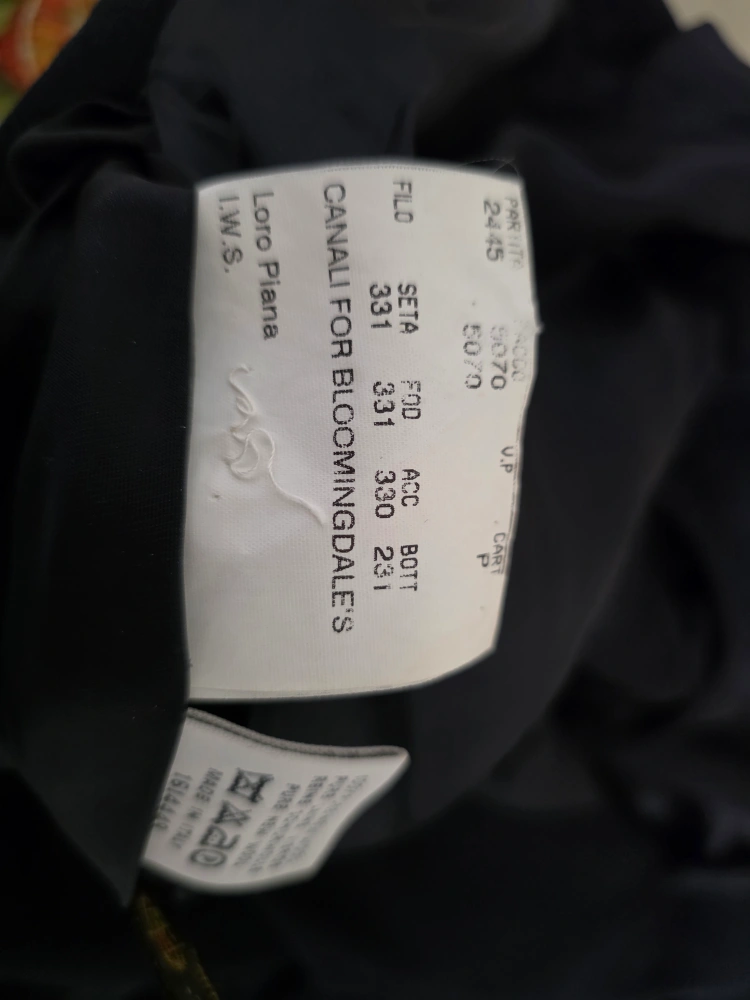 PARTITA
2445
5070 V.P CART
5070 P
FILO SETA FOD ACC BOTT
331 331 330 231
CANALI FOR BLOOMINGDALE'S
Loro Piana
I.W.S.
MADE IN ITALY